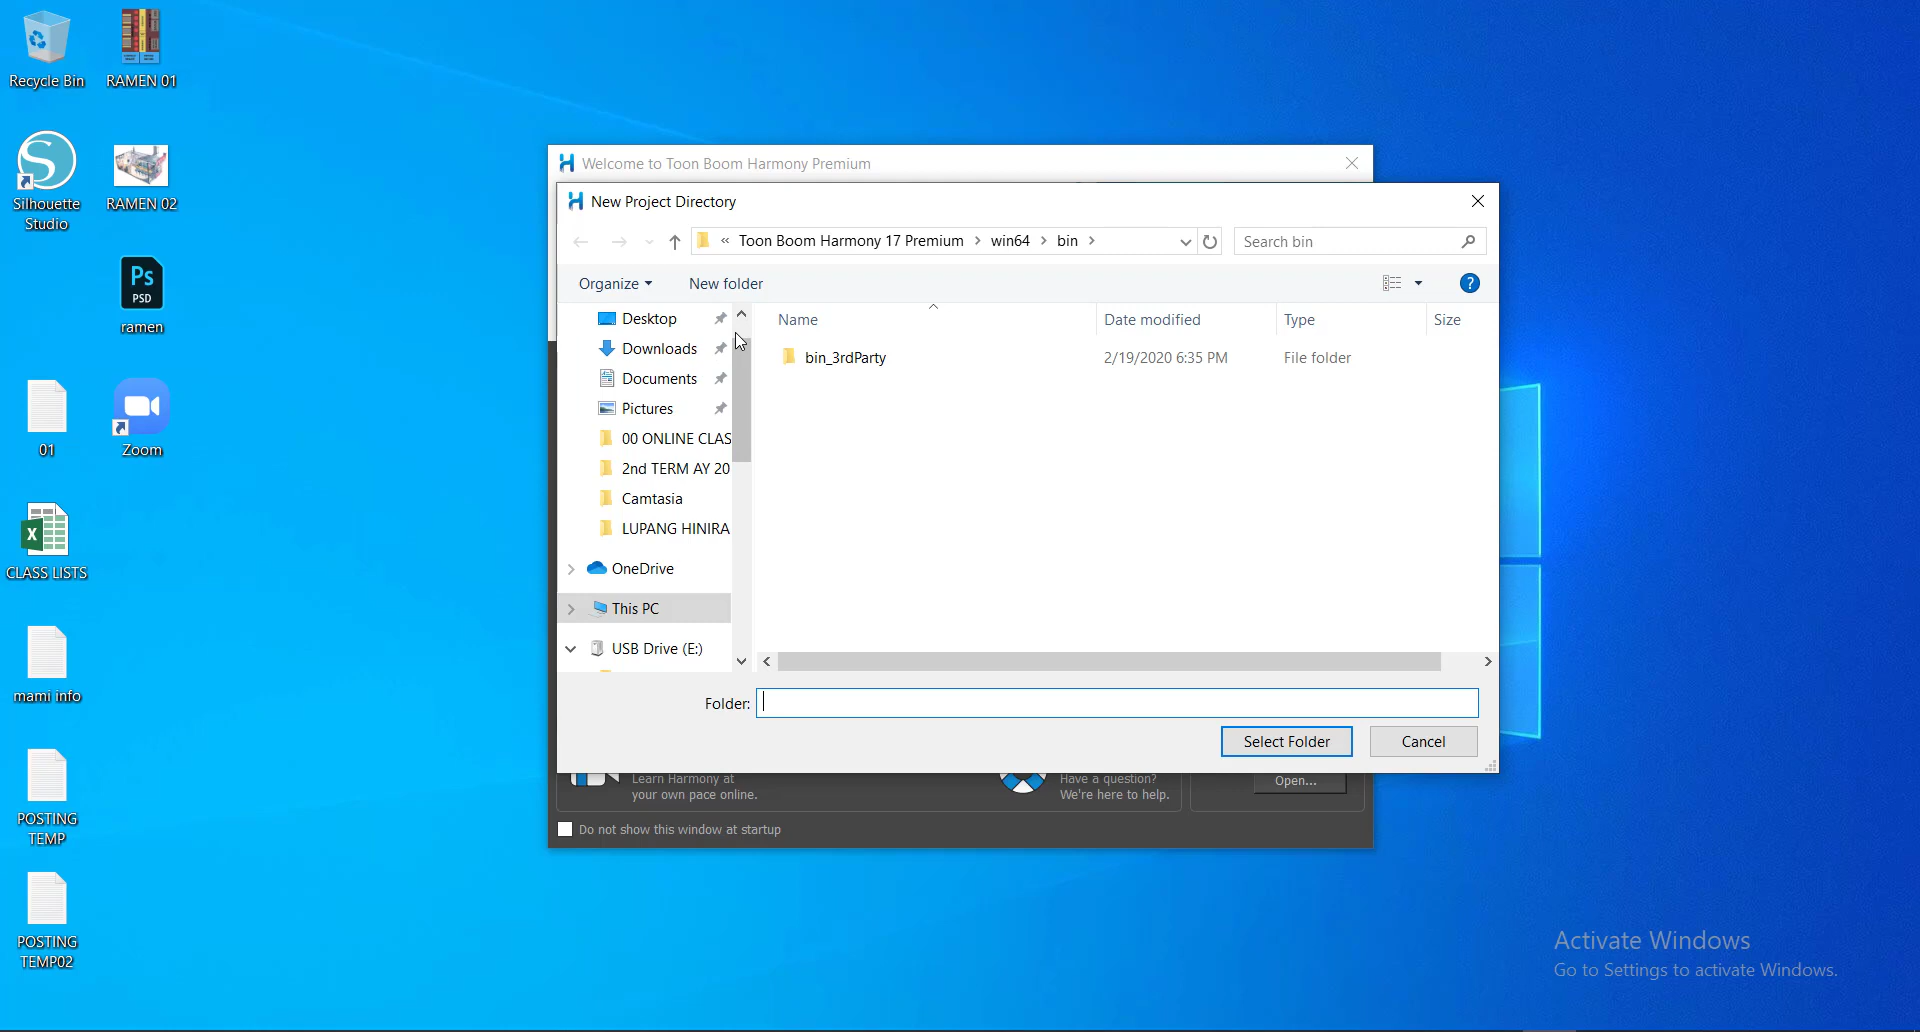 Recycle Bin
RAMEN 01
Silhouette
Studio
RAMEN 02
Ps
PSD
ramen
01
Zoom
X
CLASS LISTS
mami info
POSTING
TEMP
POSTING
TEMP02
Welcome to Toon Boom Harmony Premium
New Project Directory
« Toon Boom Harmony 17 Premium > win64 > bin >
Search bin
Organize
New folder
?
Desktop
Downloads
Documents
Pictures
00 ONLINE CLAS
2nd TERM AY 20
Camtasia
LUPANG HINIRA
OneDrive
This PC
USB Drive (E:)
Name
Date modified
Type
Size
bin_3rdParty
2/19/2020 6:35 PM
File folder
Folder:
Select Folder
Cancel
Learn Harmony at
your own pace online.
Have a question?
We're here to help.
Open...
Do not show this window at startup
Activate Windows
Go to Settings to activate Windows.